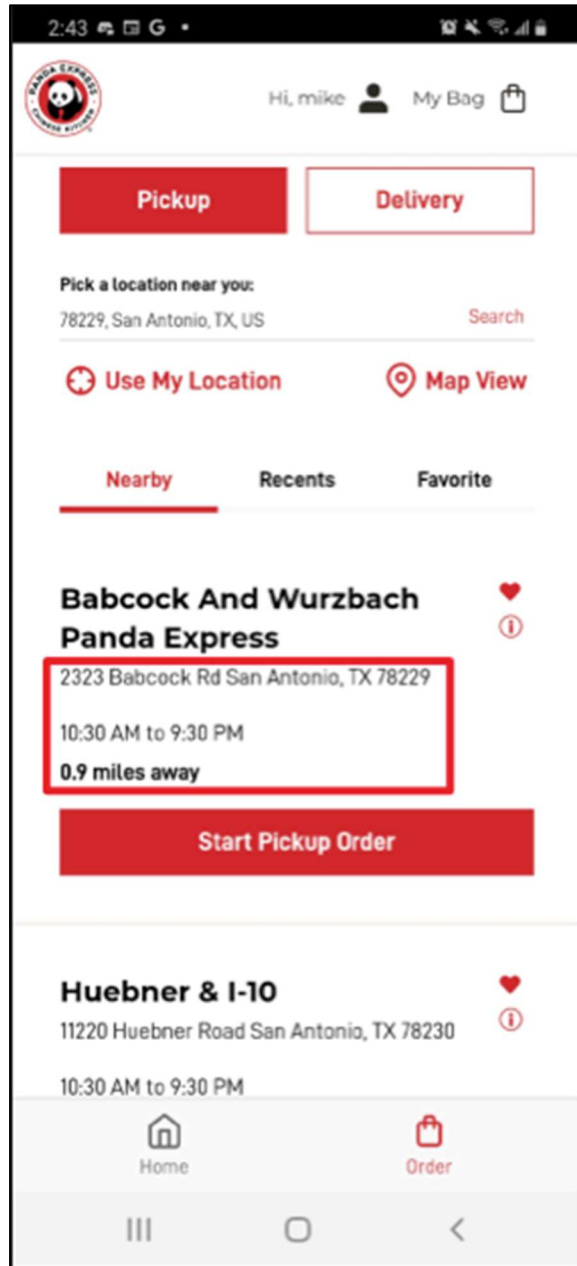 2:43 G
PANDA EXPRESS
CHINESE KITCHEN
Hi, mike My Bag
Pickup Delivery
Pick a location near you:
78229, San Antonio, TX, US Search
Use My Location Map View
Nearby Recents Favorite
Babcock And Wurzbach
Panda Express
2323 Babcock Rd San Antonio, TX 78229
10:30 AM to 9:30 PM
0.9 miles away
Start Pickup Order
Huebner & I-10
11220 Huebner Road San Antonio, TX 78230
10:30 AM to 9:30 PM
Home Order